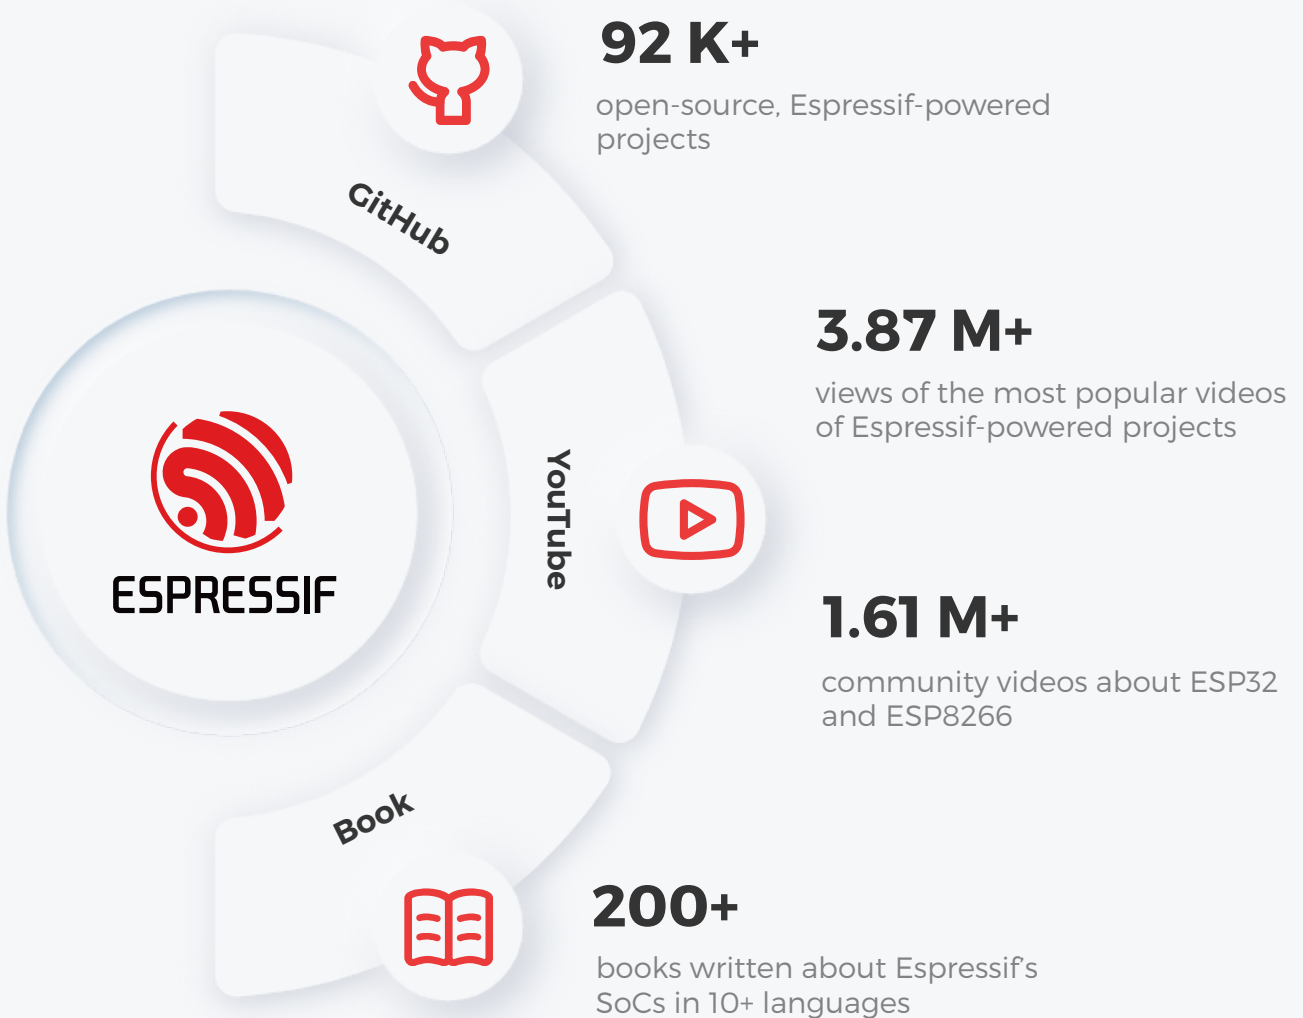 92 K+
open-source, Espressif-powered
projects
GitHub
3.87 M+
views of the most popular videos
of Espressif-powered projects
YouTube
ESPRESSIF
1.61 M+
community videos about ESP32
and ESP8266
Book
200+
books written about Espressif's
SoCs in 10+ languages